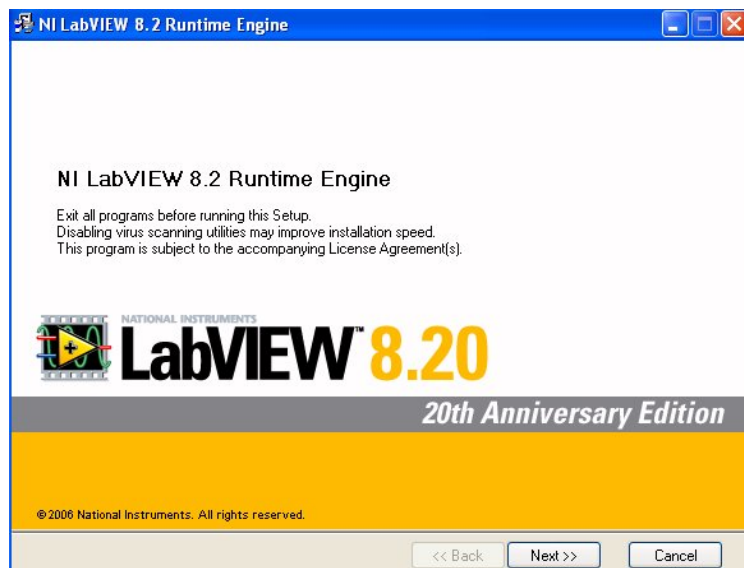 NI LabVIEW 8.2 Runtime Engine
NI LabVIEW 8.2 Runtime Engine
Exit all programs before running this Setup.
Disabling virus scanning utilities may improve installation speed.
This program is subject to the accompanying License Agreement(s).
NATIONAL INSTRUMENTS
LabVIEW™ 8.20
20th Anniversary Edition
©2006 National Instruments. All rights reserved.
<< Back Next >> Cancel